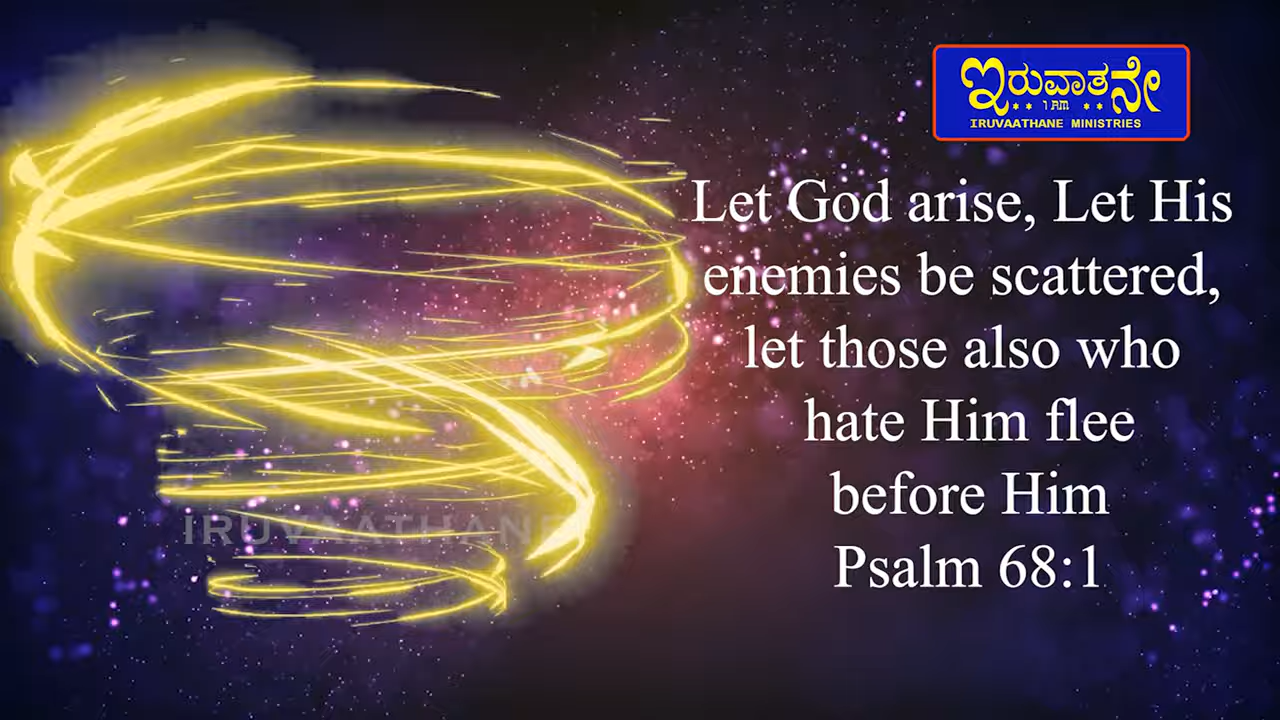 ಇರುವಾತನೇ
** I AM **
IRUVAATHANE MINISTRIES
Let God arise, Let His
enemies be scattered,
let those also who
hate Him flee
before Him
Psalm 68:1
IRUVAATHANE